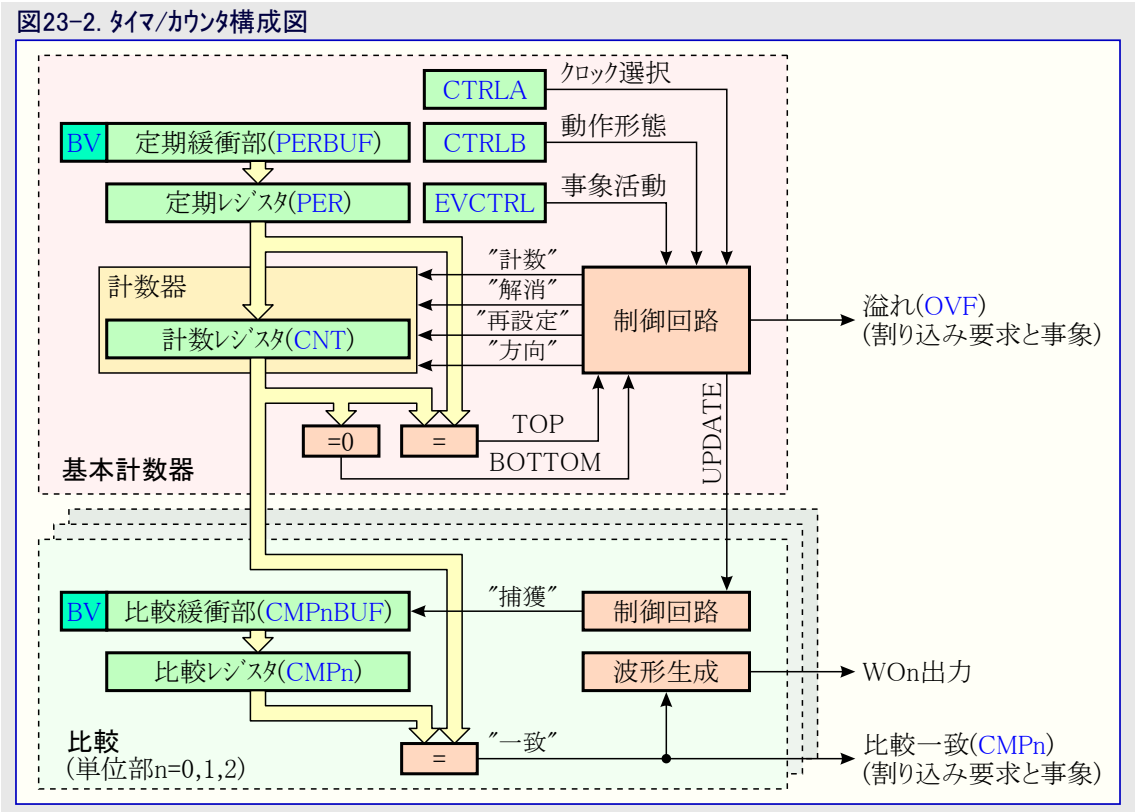 図23-2. タイマ/カウンタ構成図
CTRLA
クロック選択
BV
定期緩衝部(PERBUF)
CTRLB
動作形態
定期レジスタ(PER)
EVCTRL
事象活動
計数器
計数レジスタ(CNT)
"計数"
"解消"
"再設定"
"方向"
制御回路
溢れ(OVF)
(割り込み要求と事象)
=0
=
TOP
BOTTOM
UPDATE
基本計数器
BV
比較緩衝部(CMPnBUF)
"捕獲"
制御回路
比較レジスタ(CMPn)
波形生成
WOn出力
比較
(単位部n=0,1,2)
=
"一致"
比較一致(CMPn)
(割り込み要求と事象)